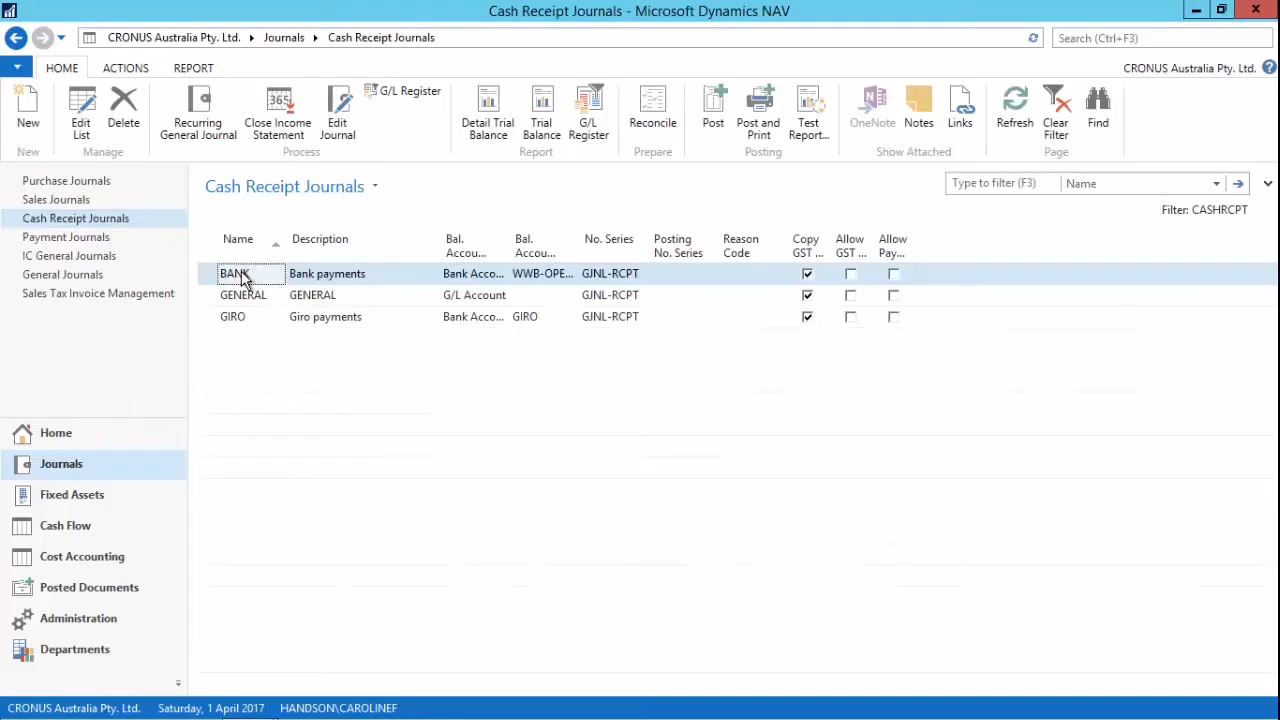 Cash Receipt Journals - Microsoft Dynamics NAV
CRONUS Australia Pty. Ltd. Journals Cash Receipt Journals
Search (Ctrl+F3)
HOME ACTIONS REPORT
CRONUS Australia Pty. Ltd.
New
Edit List
Delete
Recurring General Journal
Close Income Statement
365
Edit Journal
G/L Register
Detail Trial Balance
Trial Balance
G/L Register
Reconcile
Post
Post and Print
Test Report...
OneNote
Notes
Links
Refresh
Clear Filter
Find
New Manage Process Report Prepare Posting Show Attached Page
Purchase Journals
Sales Journals
Cash Receipt Journals
Payment Journals
IC General Journals
General Journals
Sales Tax Invoice Management
Cash Receipt Journals
Type to filter (F3) Name
Filter: CASHRCPT
Name Description Bal. Accou... Bal. Accou... No. Series Posting No. Series Reason Code Copy GST ... Allow GST ... Allow Pay...
BANK Bank payments Bank Acco... WWB-OPE... GJNL-RCPT
GENERAL GENERAL G/L Account GJNL-RCPT
GIRO Giro payments Bank Acco... GIRO GJNL-RCPT
Home
Journals
Fixed Assets
Cash Flow
Cost Accounting
Posted Documents
Administration
Departments
CRONUS Australia Pty. Ltd. Saturday, 1 April 2017 HANDSON\CAROLINEF